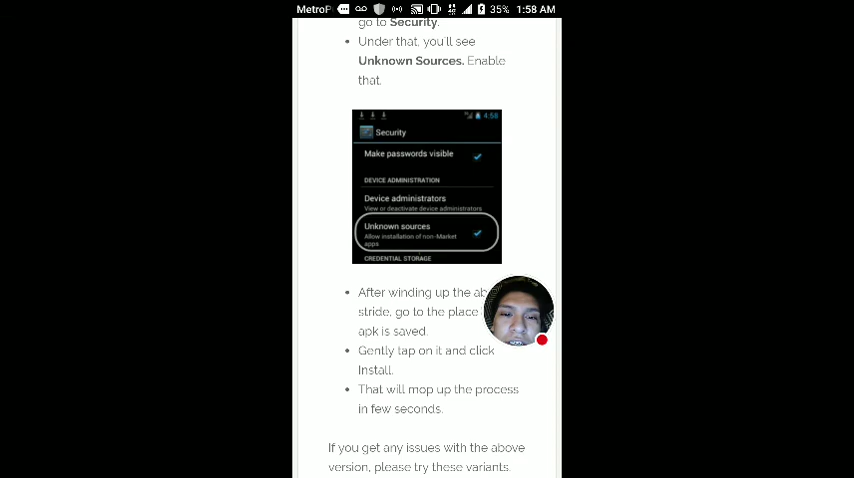 MetroP 35% 1:58 AM
go to Security.
• Under that, you'll see
Unknown Sources. Enable
that.
4:58
Security
Make passwords visible
DEVICE ADMINISTRATION
Device administrators
View or deactivate device administrators
Unknown sources
Allow installation of non-Market
apps
CREDENTIAL STORAGE
• After winding up the
stride, go to the place
apk is saved.
• Gently tap on it and click
Install.
• That will mop up the process
in few seconds.
If you get any issues with the above
version, please try these variants.